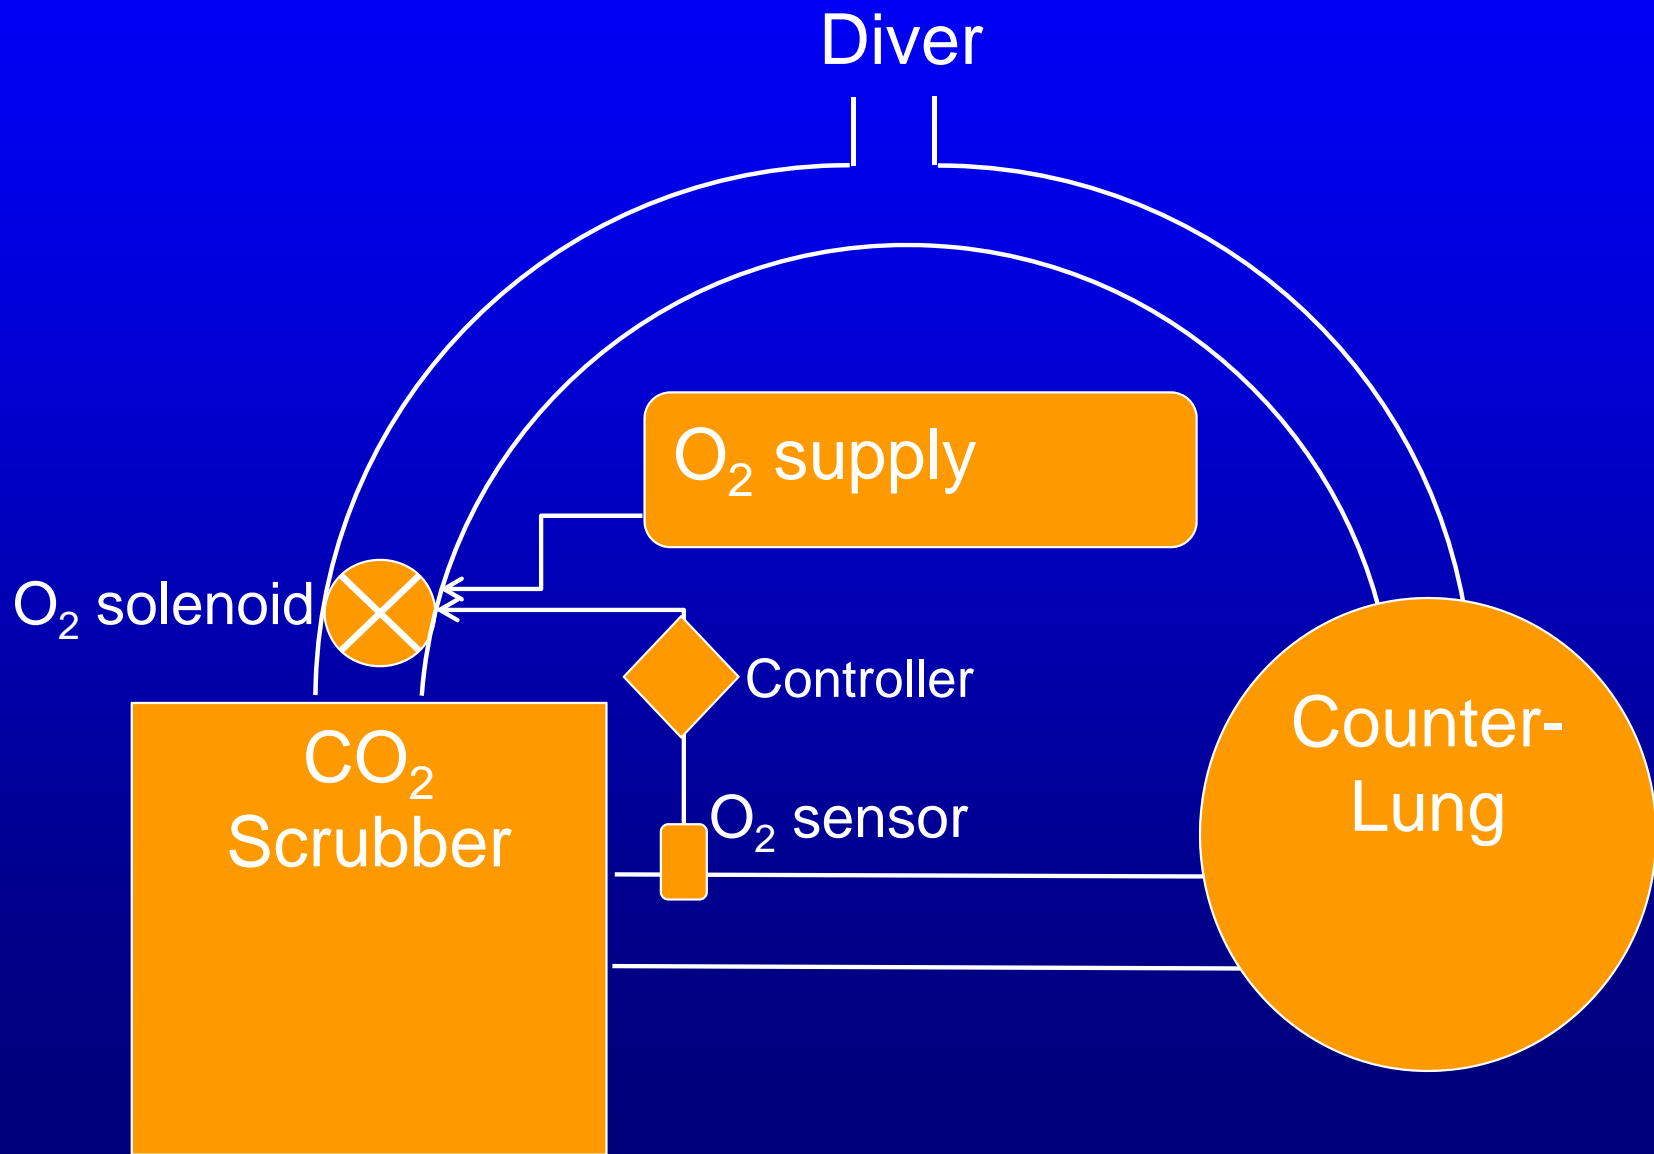 Diver
O₂ supply
O₂ solenoid
Controller
CO₂
Scrubber
O₂ sensor
Counter-
Lung